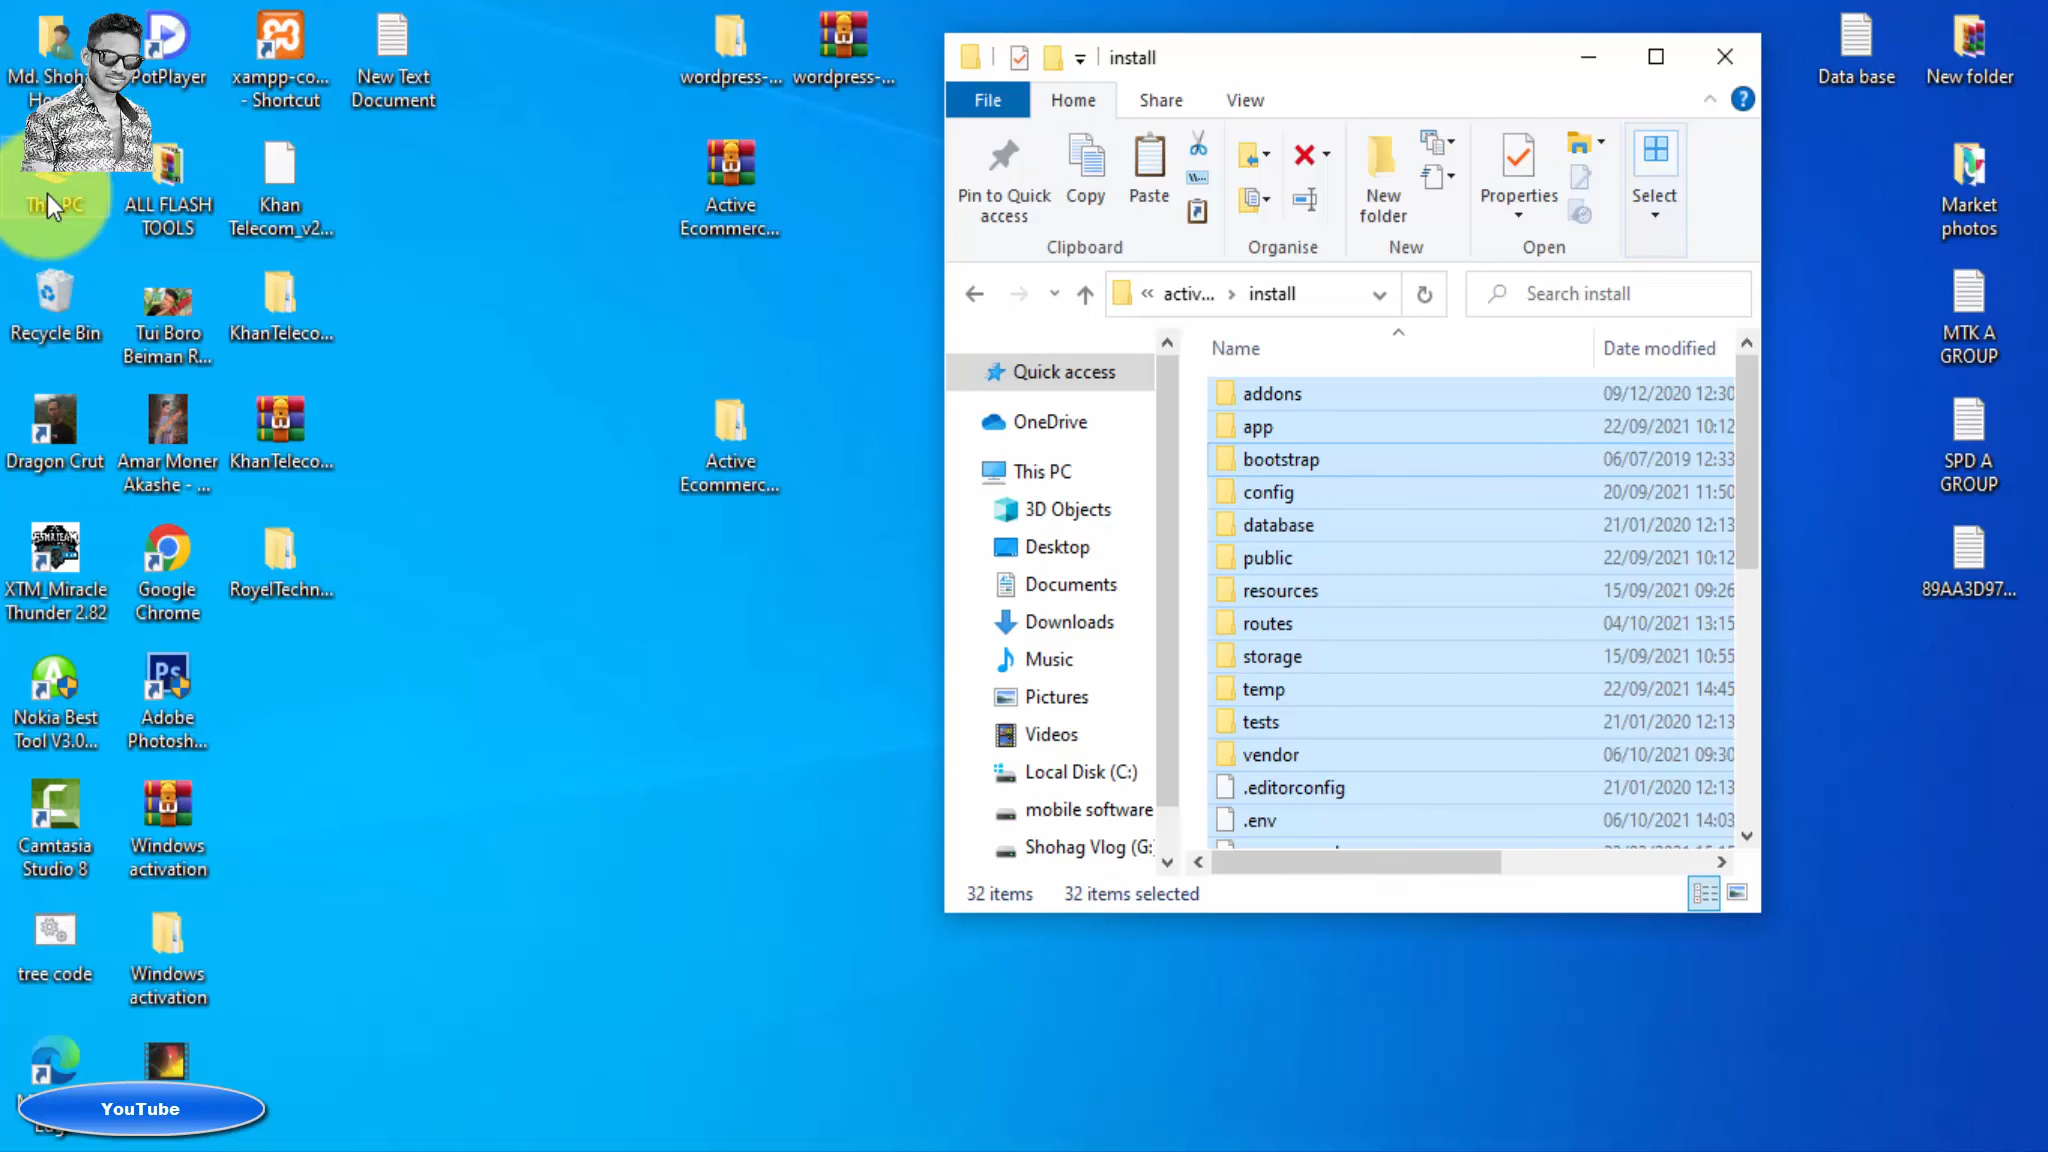 Md. Shoh
PotPlayer
xampp-co...
- Shortcut
New Text
Document
wordpress-...
wordpress-...
Data base
New folder
This PC
ALL FLASH
TOOLS
Khan
Telecom_v2...
Active
Ecommerc...
Market
photos
Recycle Bin
Tui Boro
Beiman R...
KhanTeleco...
MTK A
GROUP
Dragon Crut
Amar Moner
Akashe - ...
KhanTeleco...
Active
Ecommerc...
SPD A
GROUP
XTM_Miracle
Thunder 2.82
Google
Chrome
RoyelTechn...
89AA3D97...
Nokia Best
Tool V3.0...
Ps
Adobe
Photosh...
Camtasia
Studio 8
Windows
activation
tree code
Windows
activation
YouTube
install
File
Home
Share
View
Pin to Quick
access
Copy
Paste
New
folder
Properties
Select
Clipboard
Organise
New
Open
« activ... › install
Search install
Name
Date modified
Quick access
OneDrive
This PC
3D Objects
Desktop
Documents
Downloads
Music
Pictures
Videos
Local Disk (C:)
mobile software
Shohag Vlog (G:
addons 09/12/2020 12:30
app 22/09/2021 10:12
bootstrap 06/07/2019 12:33
config 20/09/2021 11:50
database 21/01/2020 12:13
public 22/09/2021 10:12
resources 15/09/2021 09:26
routes 04/10/2021 13:15
storage 15/09/2021 10:55
temp 22/09/2021 14:45
tests 21/01/2020 12:13
vendor 06/10/2021 09:30
.editorconfig 21/01/2020 12:13
.env 06/10/2021 14:03
32 items
32 items selected